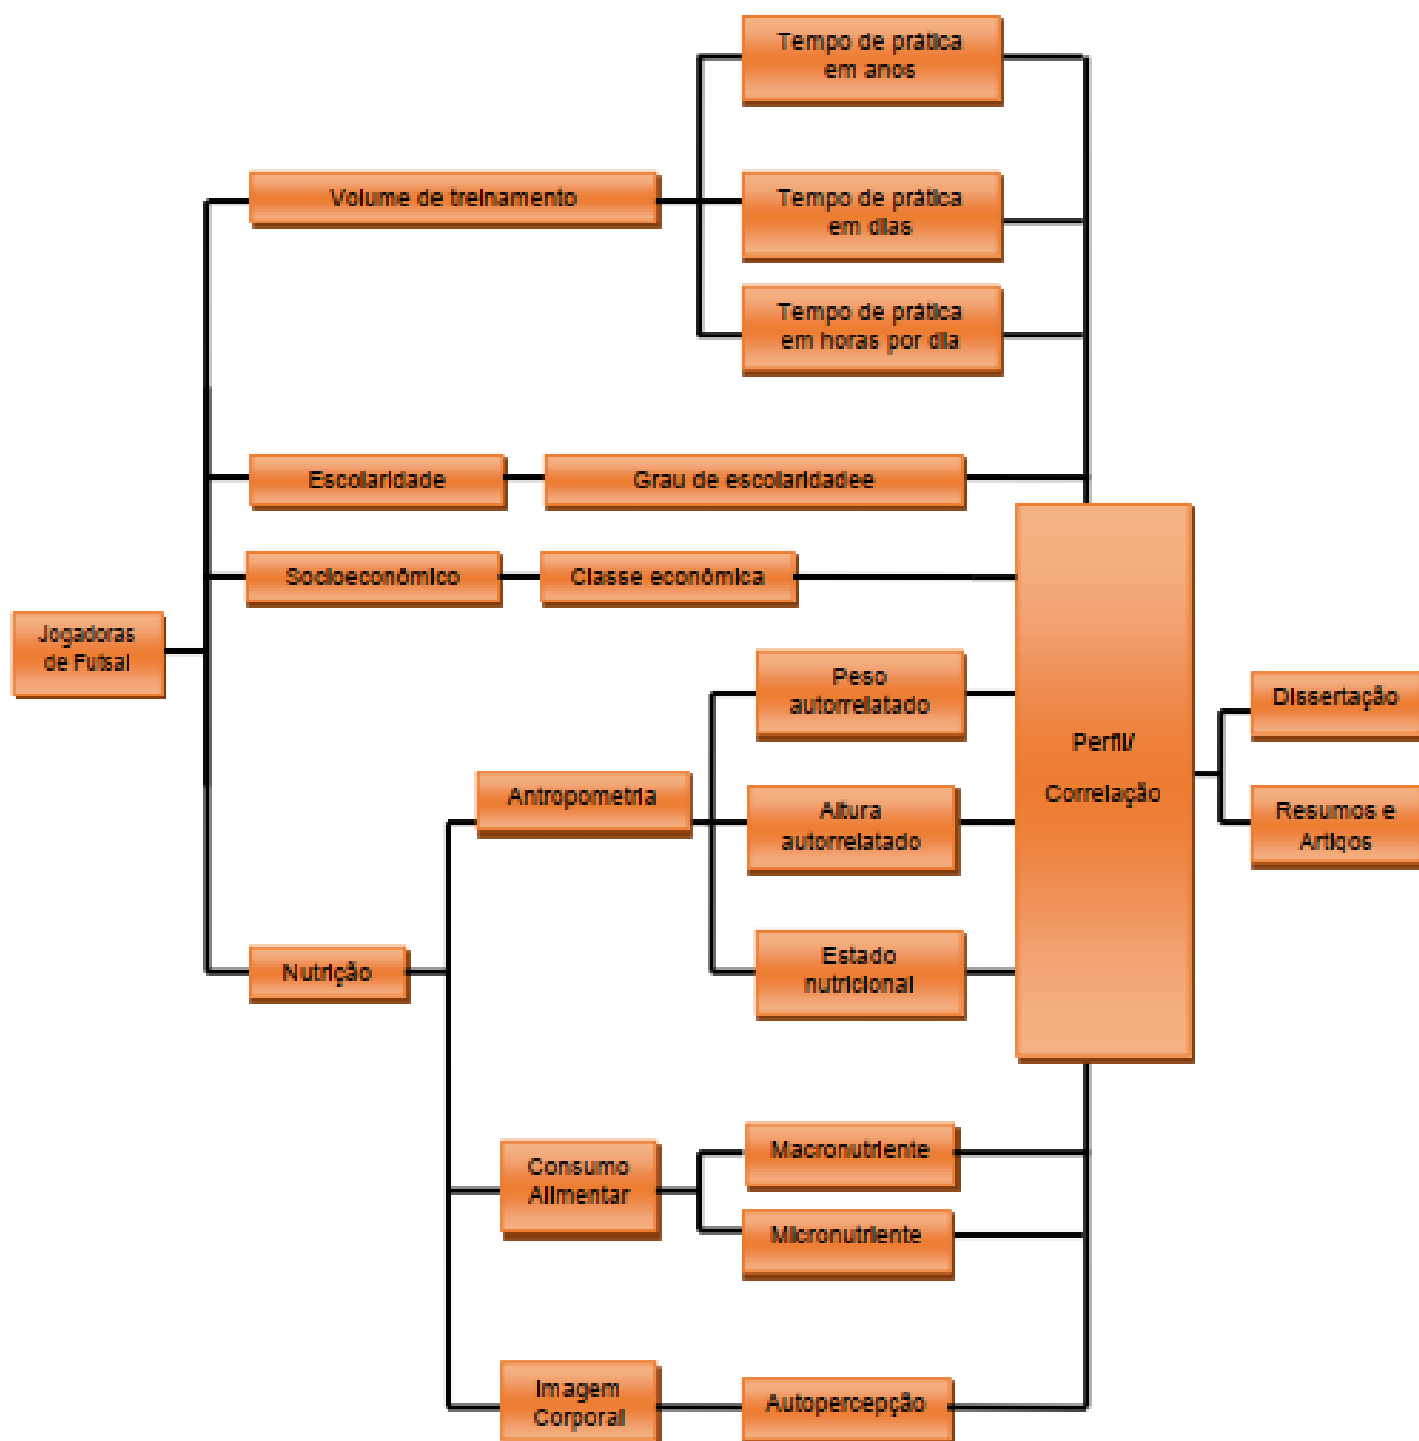 Tempo de prática
em anos
Volume de treinamento
Tempo de prática
em dias
Tempo de prática
em horas por dia
Escolaridade
Grau de escolaridadee
Socioeconômico
Classe econômica
Jogadoras
de Futsal
Peso
autorrelatado
Antropometria
Altura
autorrelatado
Estado
nutricional
Nutrição
Perfil/
Correlação
Dissertação
Resumos e
Artigos
Consumo
Alimentar
Macronutriente
Micronutriente
Imagem
Corporal
Autopercepção